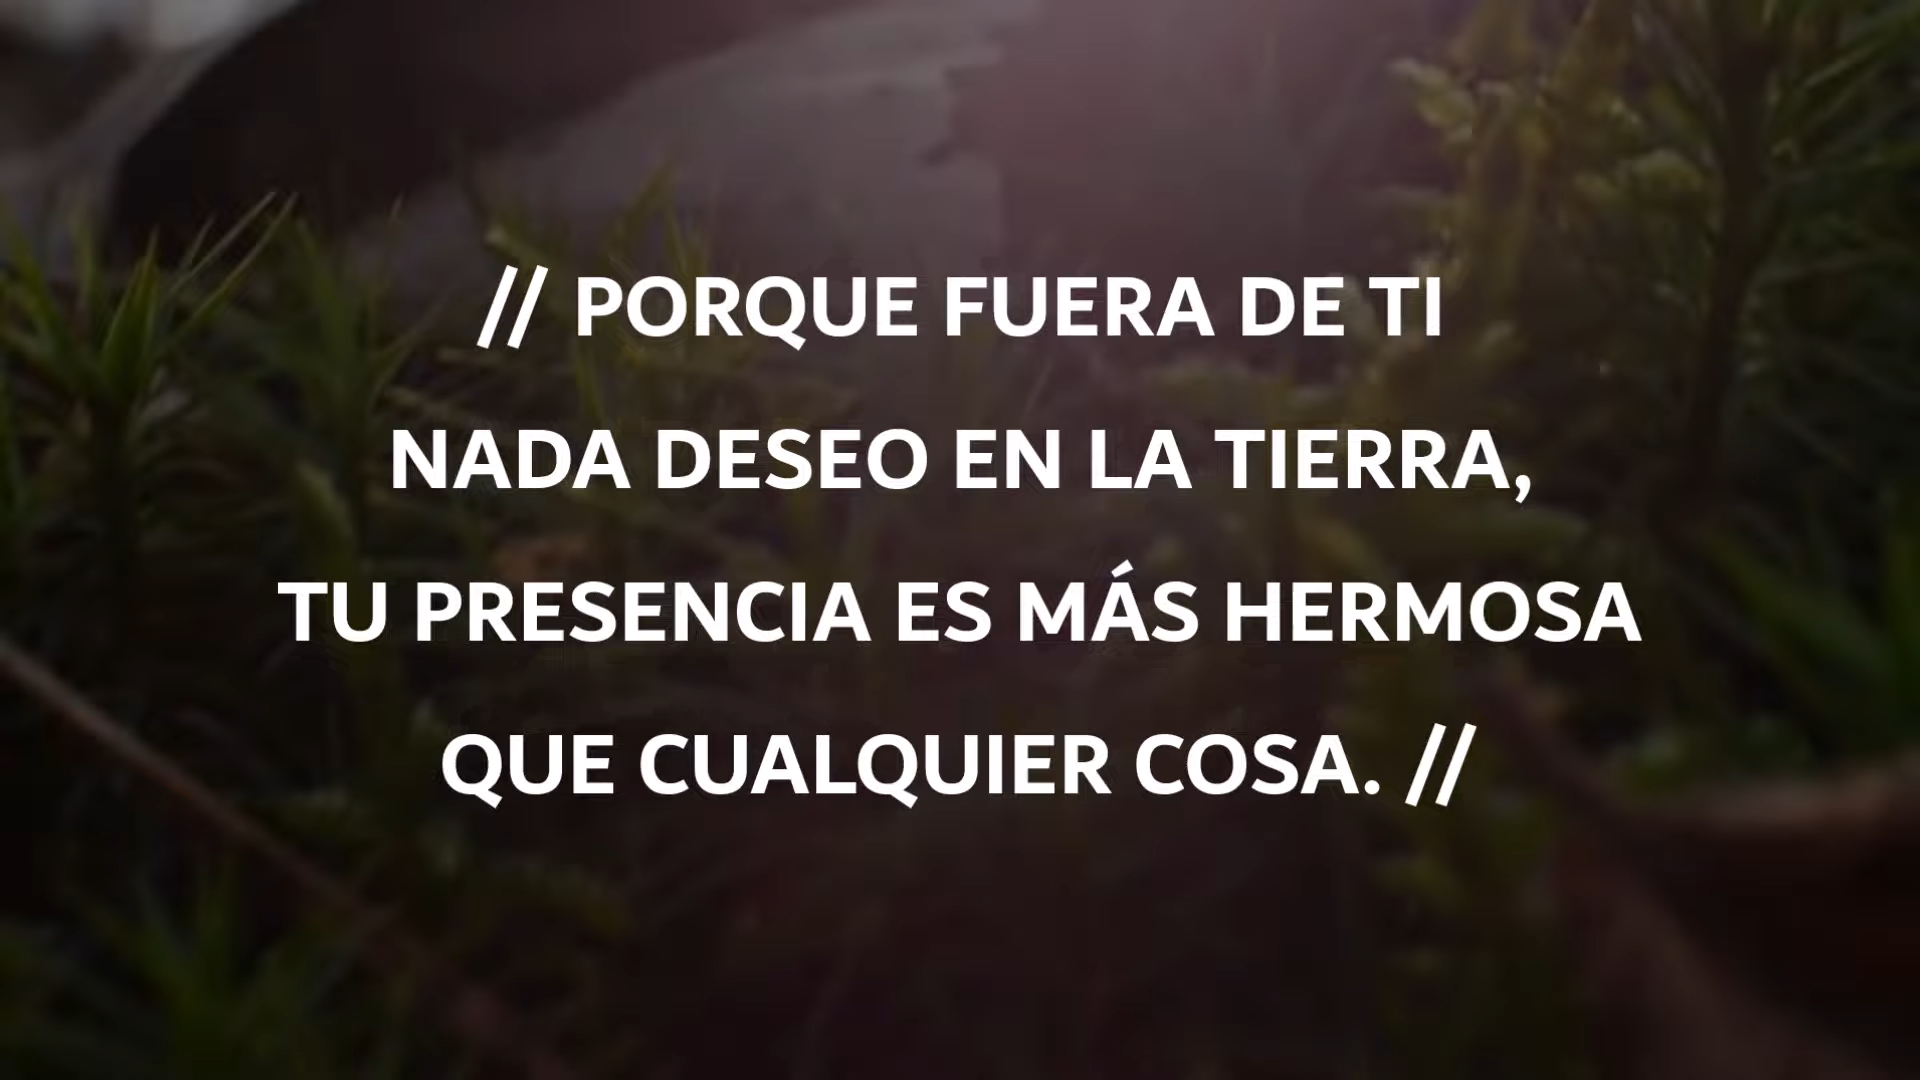 // PORQUE FUERA DE TI
NADA DESEO EN LA TIERRA,
TU PRESENCIA ES MÁS HERMOSA
QUE CUALQUIER COSA. //